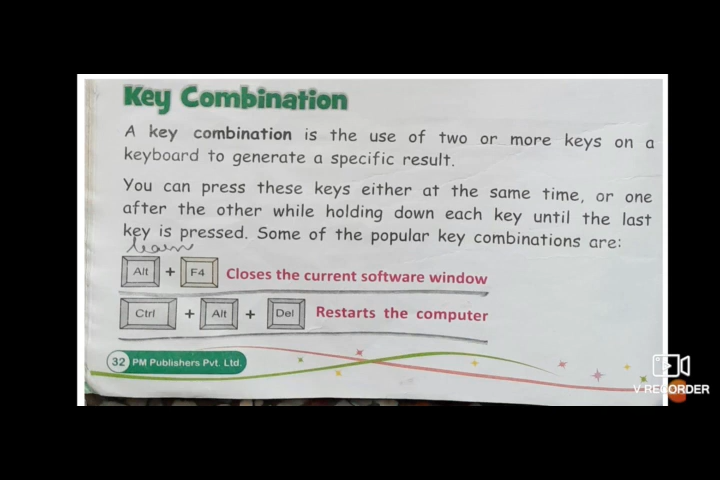 Key Combination
A key combination is the use of two or more keys on a
keyboard to generate a specific result.
You can press these keys either at the same time, or one
after the other while holding down each key until the last
key is pressed. Some of the popular key combinations are:
learn
Alt + F4 Closes the current software window
Ctrl + Alt + Del Restarts the computer
32 PM Publishers Pvt. Ltd.
V RECORDER